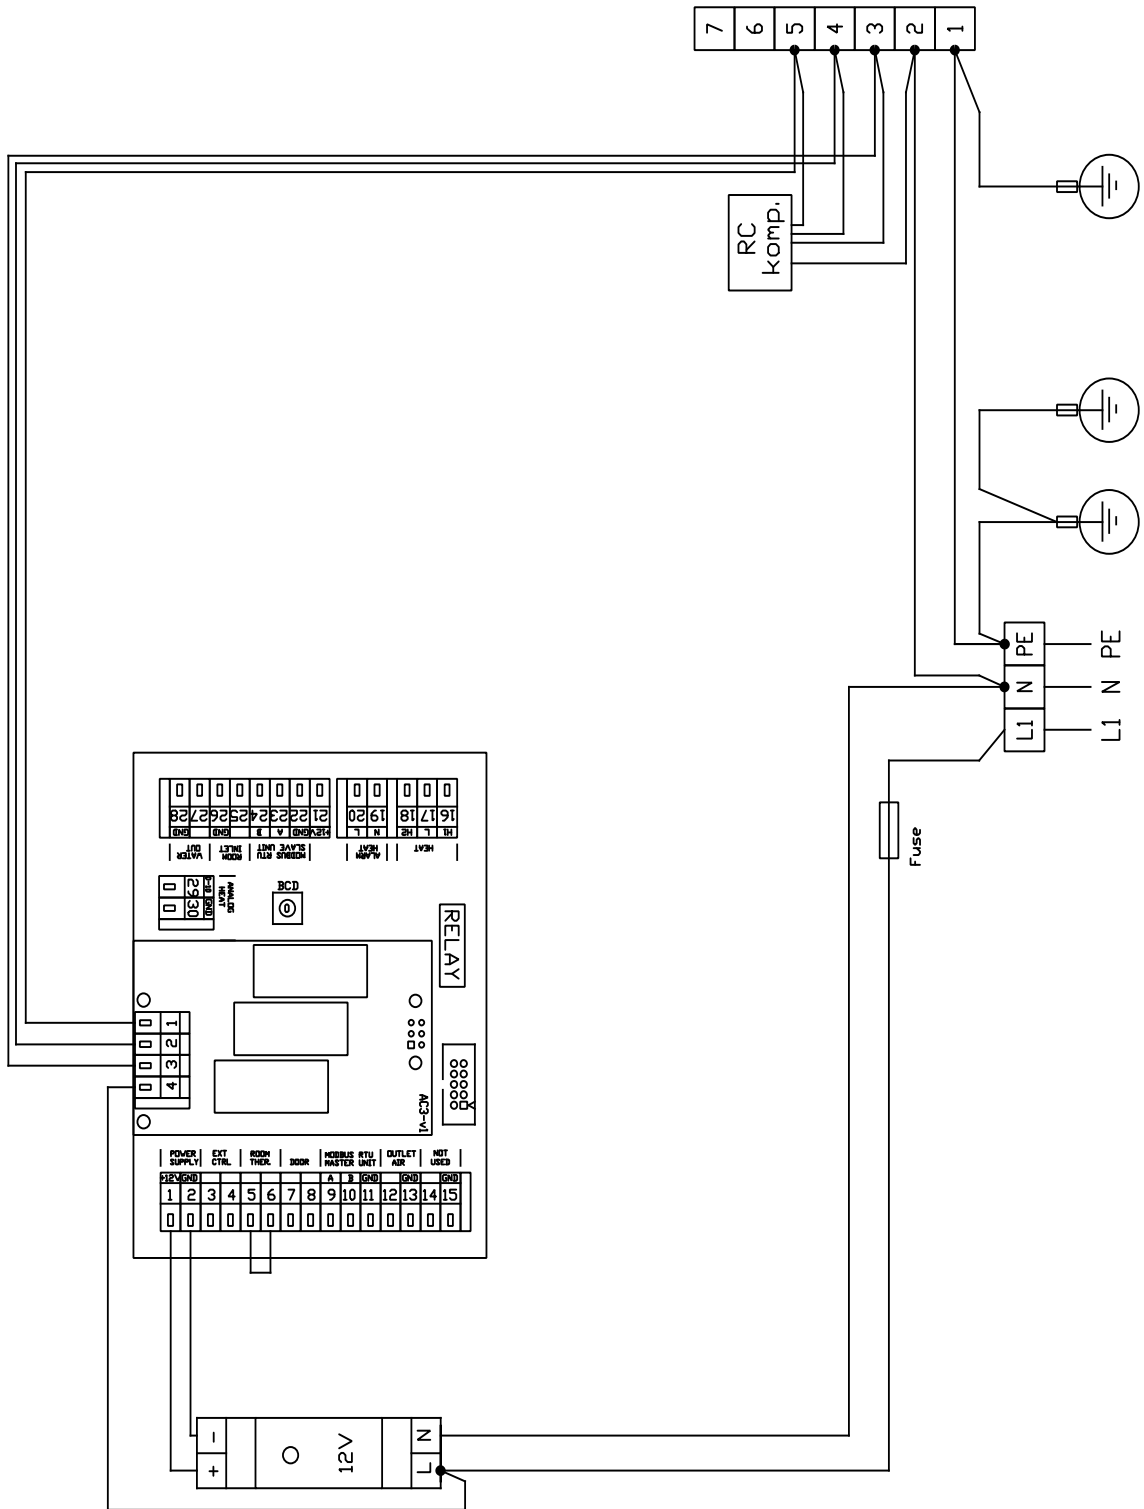 7 6 5 4 3 2 1
RC
komp.
PE PE
N N
L1 L1
Fuse
28 27 26 25 24 23 22 21 20 19 18 17 16
GND GND B A GND +12V L N H2 L H1
WATER
OUT
ROOM
INLET
MODBUS RTU
SLAVE UNIT
ALARM
HEAT
HEAT
29 30
0-10 GND
ANALOG
HEAT
BCD
RELAY
1
2
3
4
AC3-v1
POWER
SUPPLY
EXT
CTRL
ROOM
THER.
DOOR
MODBUS RTU
MASTER UNIT
OUTLET
AIR
NOT
USED
+12V GND A B GND GND GND
1 2 3 4 5 6 7 8 9 10 11 12 13 14 15
- 12V N
+ L